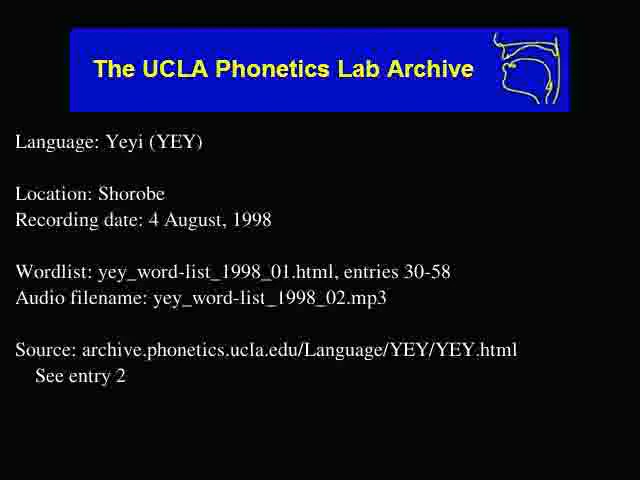 The UCLA Phonetics Lab Archive
Language: Yeyi (YEY)
Location: Shorobe
Recording date: 4 August, 1998
Wordlist: yey_word-list_1998_01.html, entries 30-58
Audio filename: yey_word-list_1998_02.mp3
Source: archive.phonetics.ucla.edu/Language/YEY/YEY.html
See entry 2